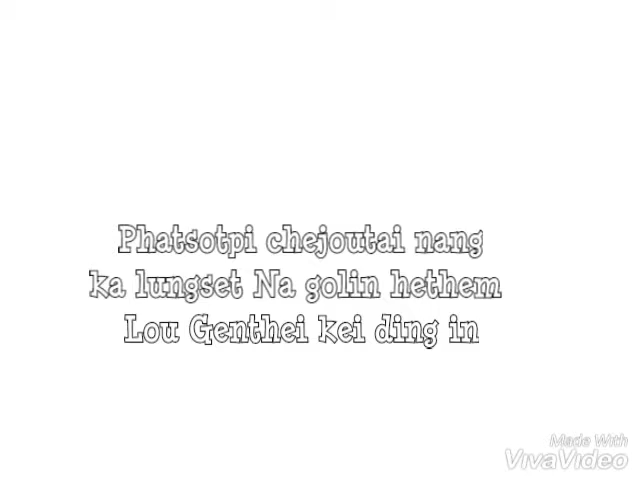 Phatsotpi chejoutai nang
ka lungset Na golin hethem
Lou Genthei kei ding in
Made With
VivaVideo